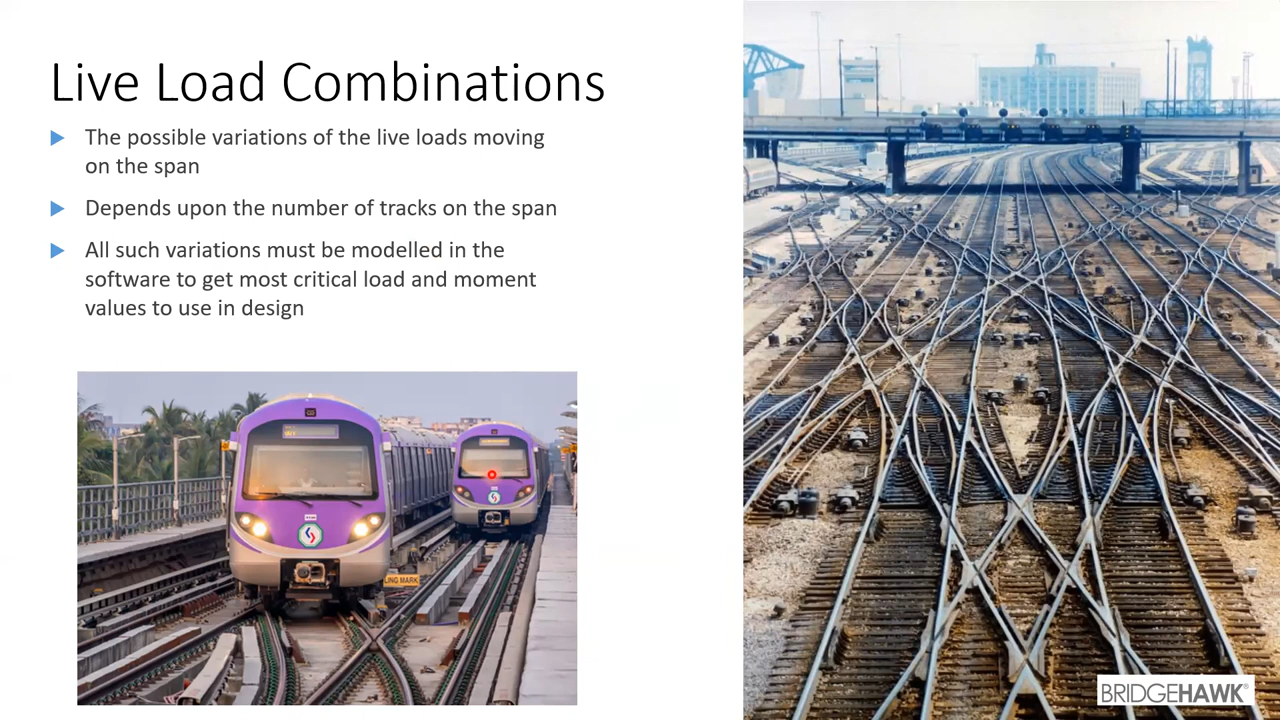 Live Load Combinations
The possible variations of the live loads moving
on the span
Depends upon the number of tracks on the span
All such variations must be modelled in the
software to get most critical load and moment
values to use in design
LING MARK
BRIDGEHAWK®